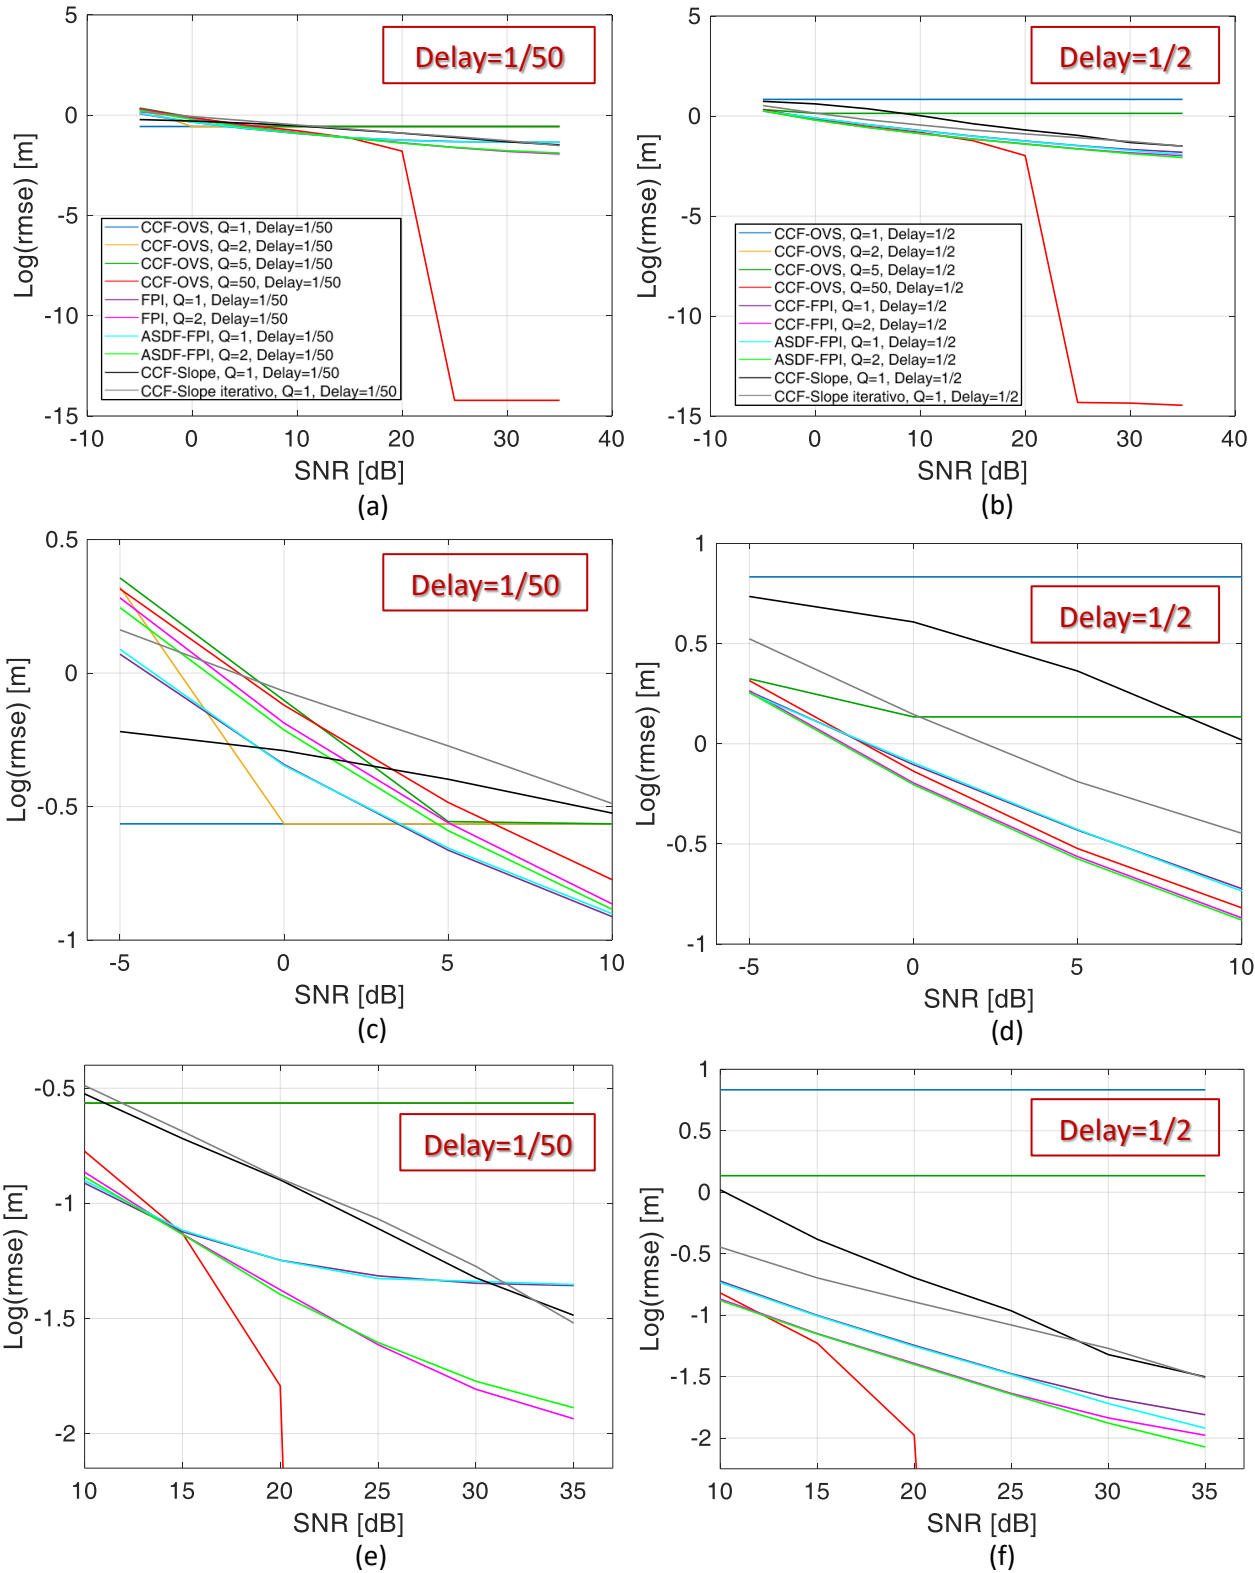 Delay=1/50
5
0
-5
-10
-15
Log(rmse) [m]
CCF-OVS, Q=1, Delay=1/50
CCF-OVS, Q=2, Delay=1/50
CCF-OVS, Q=5, Delay=1/50
CCF-OVS, Q=50, Delay=1/50
FPI, Q=1, Delay=1/50
FPI, Q=2, Delay=1/50
ASDF-FPI, Q=1, Delay=1/50
ASDF-FPI, Q=2, Delay=1/50
CCF-Slope, Q=1, Delay=1/50
CCF-Slope iterativo, Q=1, Delay=1/50
-10 0 10 20 30 40
SNR [dB]
(a)
Delay=1/2
5
0
-5
-10
-15
Log(rmse) [m]
CCF-OVS, Q=1, Delay=1/2
CCF-OVS, Q=2, Delay=1/2
CCF-OVS, Q=5, Delay=1/2
CCF-OVS, Q=50, Delay=1/2
CCF-FPI, Q=1, Delay=1/2
CCF-FPI, Q=2, Delay=1/2
ASDF-FPI, Q=1, Delay=1/2
ASDF-FPI, Q=2, Delay=1/2
CCF-Slope, Q=1, Delay=1/2
CCF-Slope iterativo, Q=1, Delay=1/2
-10 0 10 20 30 40
SNR [dB]
(b)
Delay=1/50
0.5
0
-0.5
-1
Log(rmse) [m]
-5 0 5 10
SNR [dB]
(c)
Delay=1/2
1
0.5
0
-0.5
-1
Log(rmse) [m]
-5 0 5 10
SNR [dB]
(d)
Delay=1/50
-0.5
-1
-1.5
-2
Log(rmse) [m]
10 15 20 25 30 35
SNR [dB]
(e)
Delay=1/2
1
0.5
0
-0.5
-1
-1.5
-2
Log(rmse) [m]
10 15 20 25 30 35
SNR [dB]
(f)